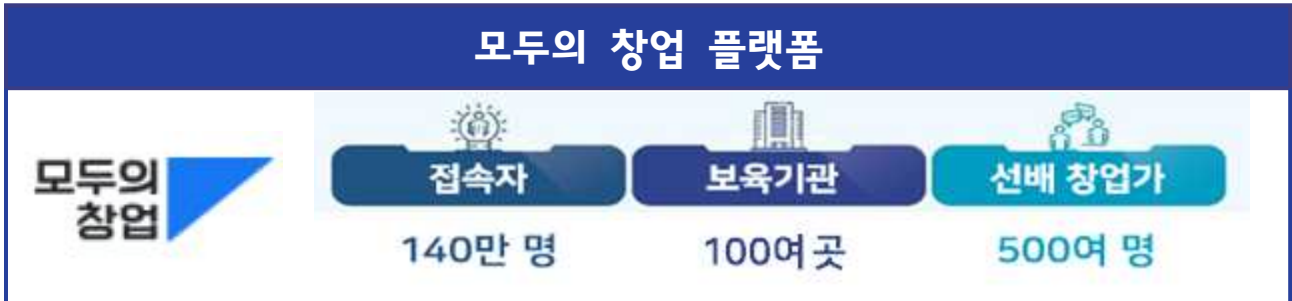 모두의 창업 플랫폼
모두의
창업
접속자
보육기관
선배 창업가
140만 명
100여 곳
500여 명